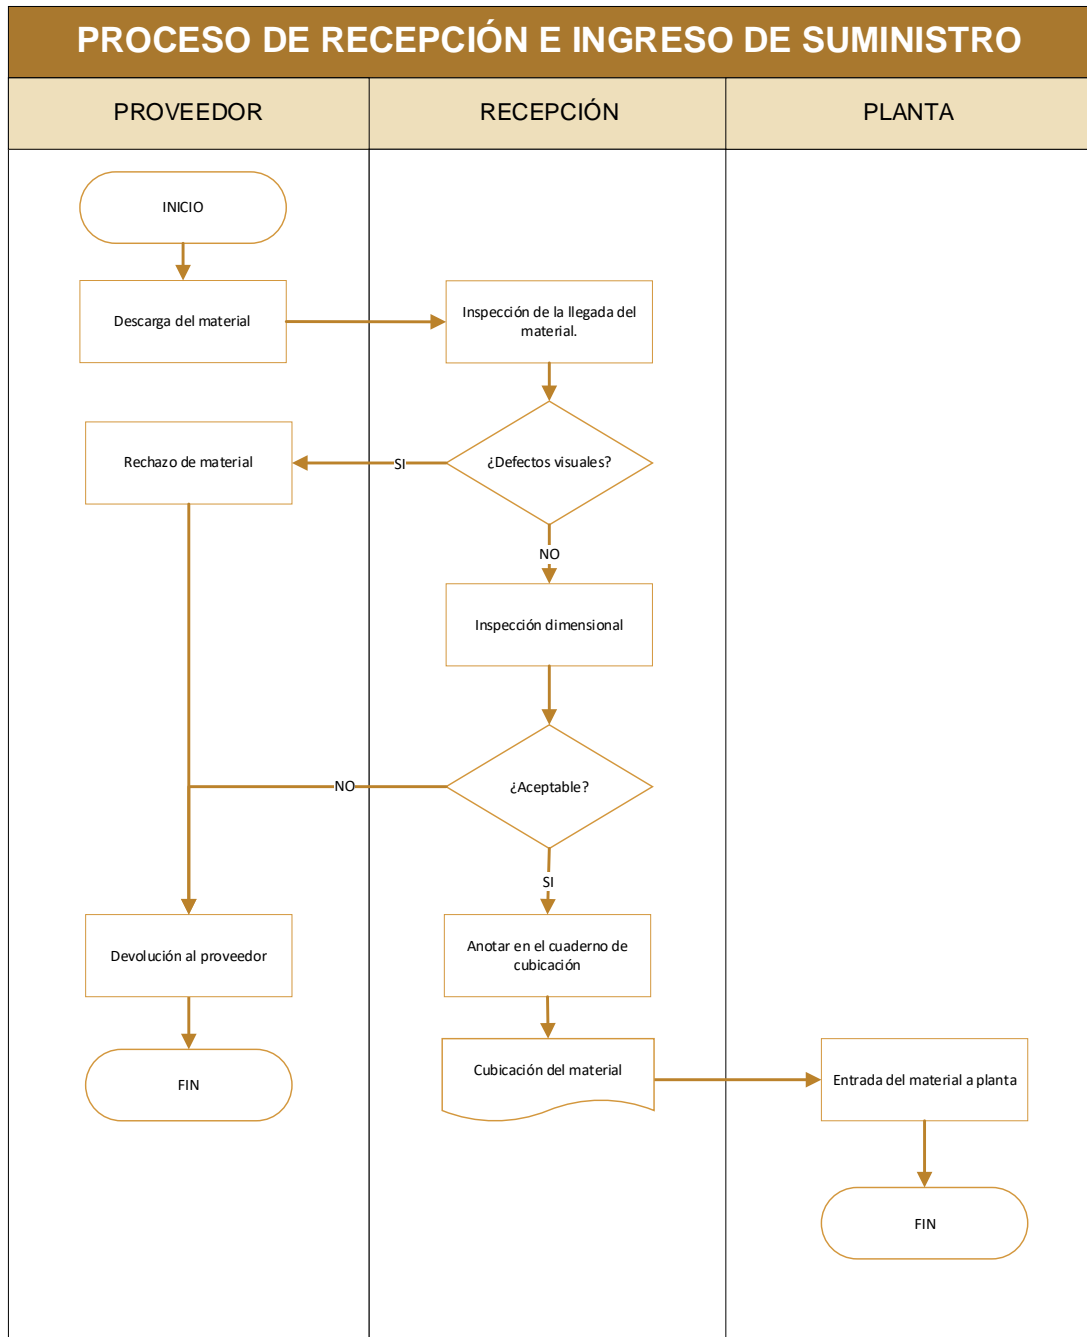 PROCESO DE RECEPCIÓN E INGRESO DE SUMINISTRO
PROVEEDOR
RECEPCIÓN
PLANTA
INICIO
Descarga del material
Inspección de la llegada del
material.
Rechazo de material
SI
¿Defectos visuales?
NO
Inspección dimensional
NO
¿Aceptable?
SI
Devolución al proveedor
Anotar en el cuaderno de
cubicación
FIN
Cubicación del material
Entrada del material a planta
FIN